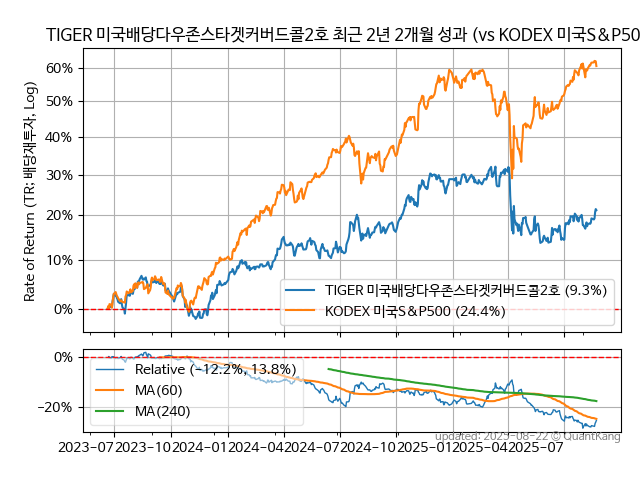 TIGER 미국배당다우존스타겟커버드콜2호 최근 2년 2개월 성과 (vs KODEX 미국S&P50
Rate of Return (TR: 배당재투자, Log)
60%
50%
40%
30%
20%
10%
0%
TIGER 미국배당다우존스타겟커버드콜2호 (9.3%)
KODEX 미국S&P500 (24.4%)
0%
−20%
Relative (−12.2%, 13.8%)
MA(60)
MA(240)
updated: 2025-08-22 © QuantKang
2023-07 2023-10 2024-01 2024-04 2024-07 2024-10 2025-01 2025-04 2025-07